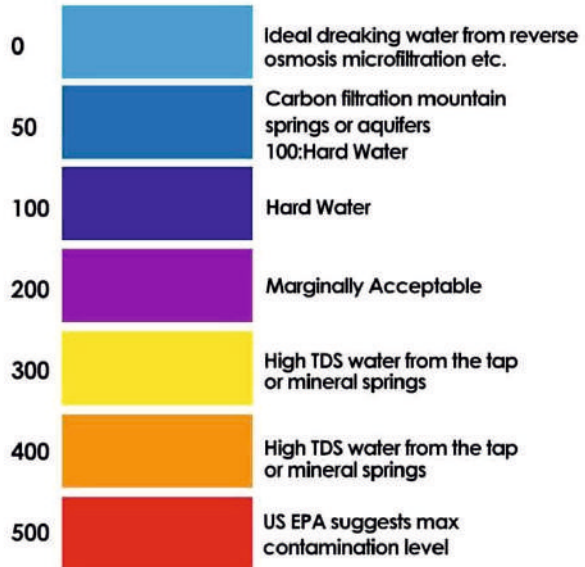 0
Ideal dreaking water from reverse
osmosis microfiltration etc.
50
Carbon filtration mountain
springs or aquifers
100:Hard Water
100
Hard Water
200
Marginally Acceptable
300
High TDS water from the tap
or mineral springs
400
High TDS water from the tap
or mineral springs
500
US EPA suggests max
contamination level